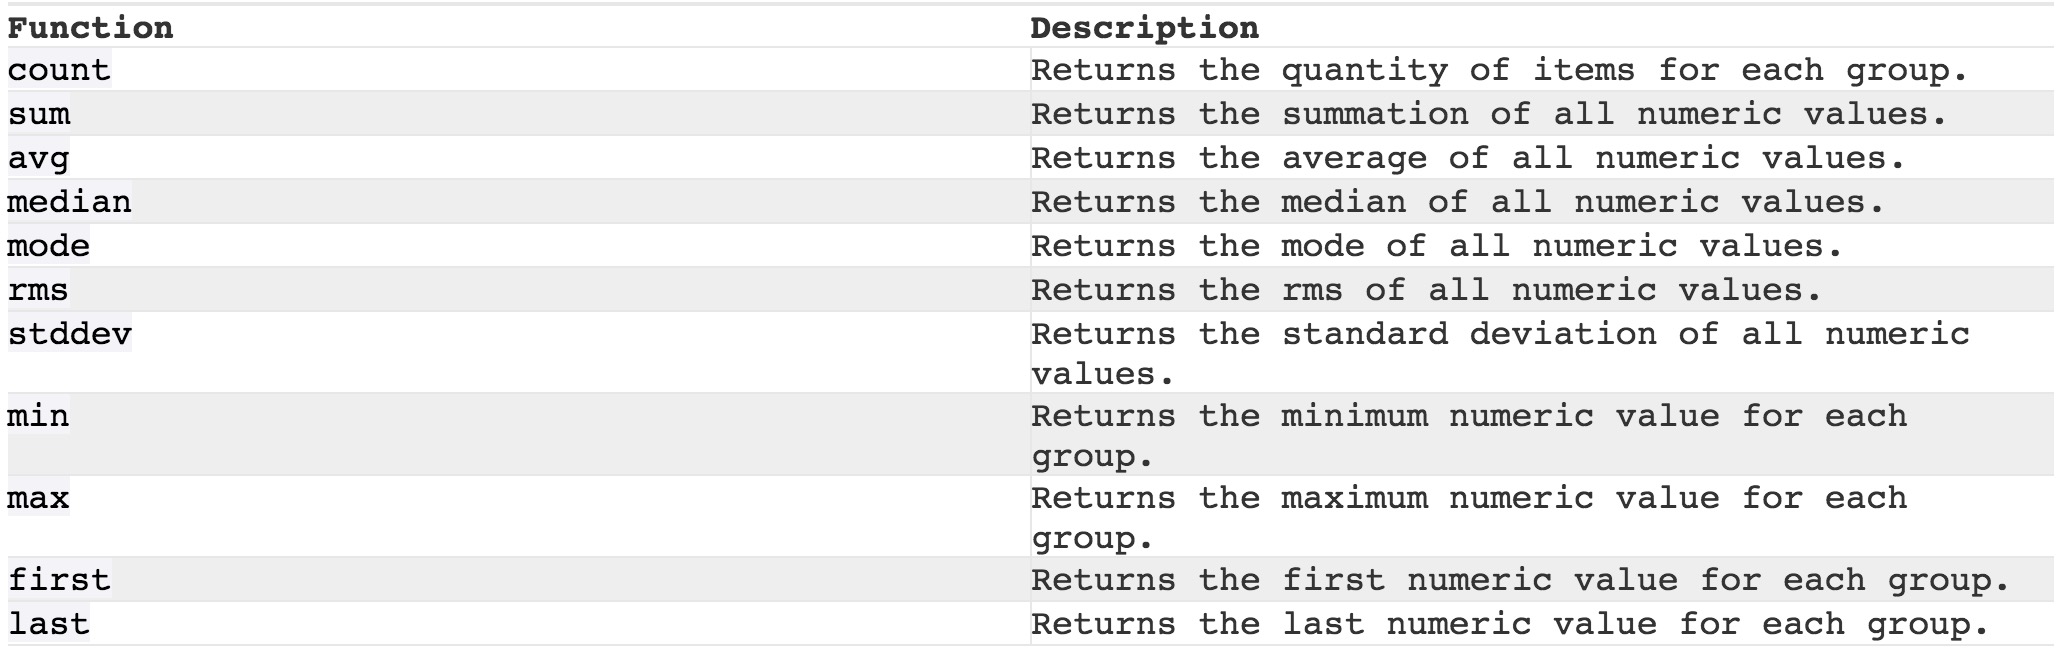 Function Description
count Returns the quantity of items for each group.
sum Returns the summation of all numeric values.
avg Returns the average of all numeric values.
median Returns the median of all numeric values.
mode Returns the mode of all numeric values.
rms Returns the rms of all numeric values.
stddev Returns the standard deviation of all numeric
values.
min Returns the minimum numeric value for each
group.
max Returns the maximum numeric value for each
group.
first Returns the first numeric value for each group.
last Returns the last numeric value for each group.